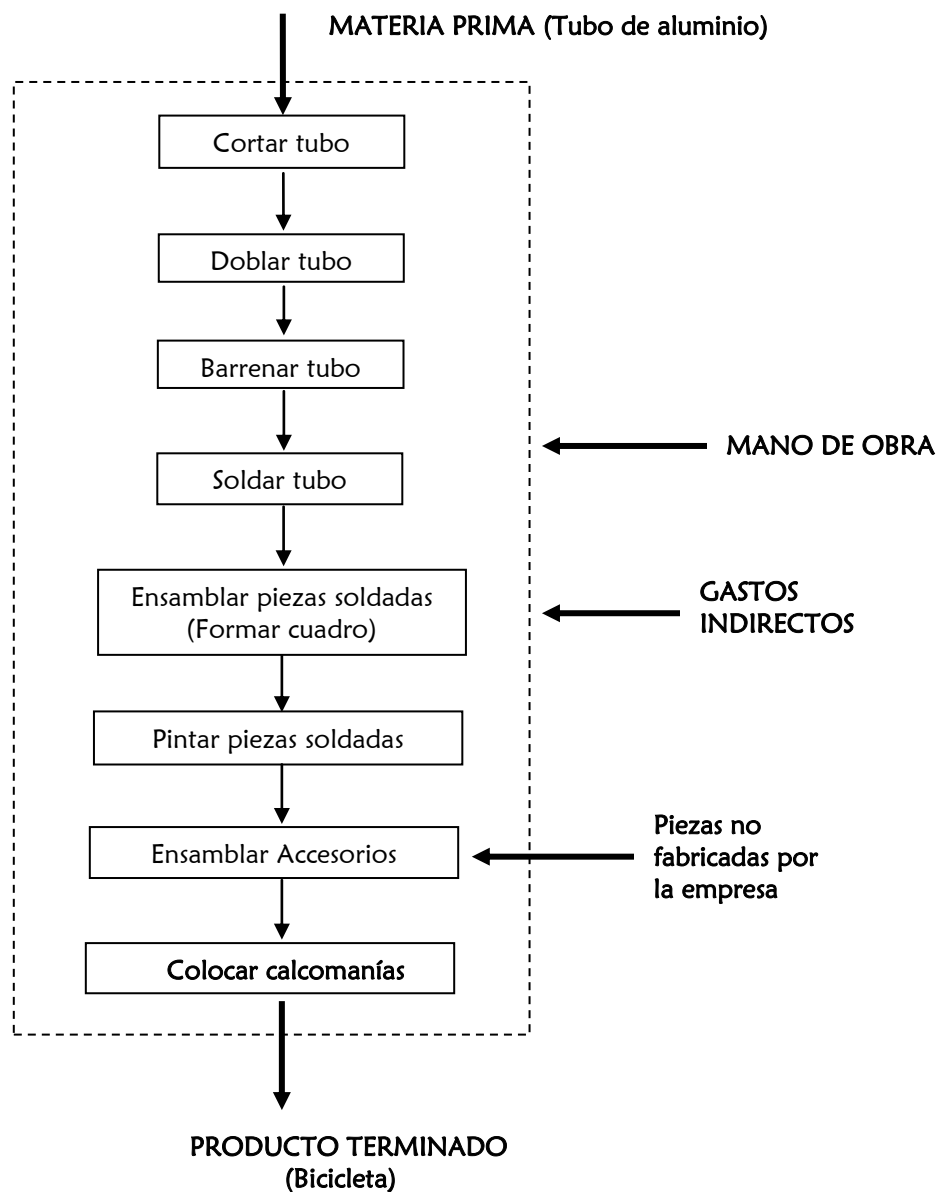 MATERIA PRIMA (Tubo de aluminio)
Cortar tubo
Doblar tubo
Barrenar tubo
MANO DE OBRA
Soldar tubo
Ensamblar piezas soldadas
(Formar cuadro)
GASTOS
INDIRECTOS
Pintar piezas soldadas
Ensamblar Accesorios
Piezas no
fabricadas por
la empresa
Colocar calcomanías
PRODUCTO TERMINADO
(Bicicleta)